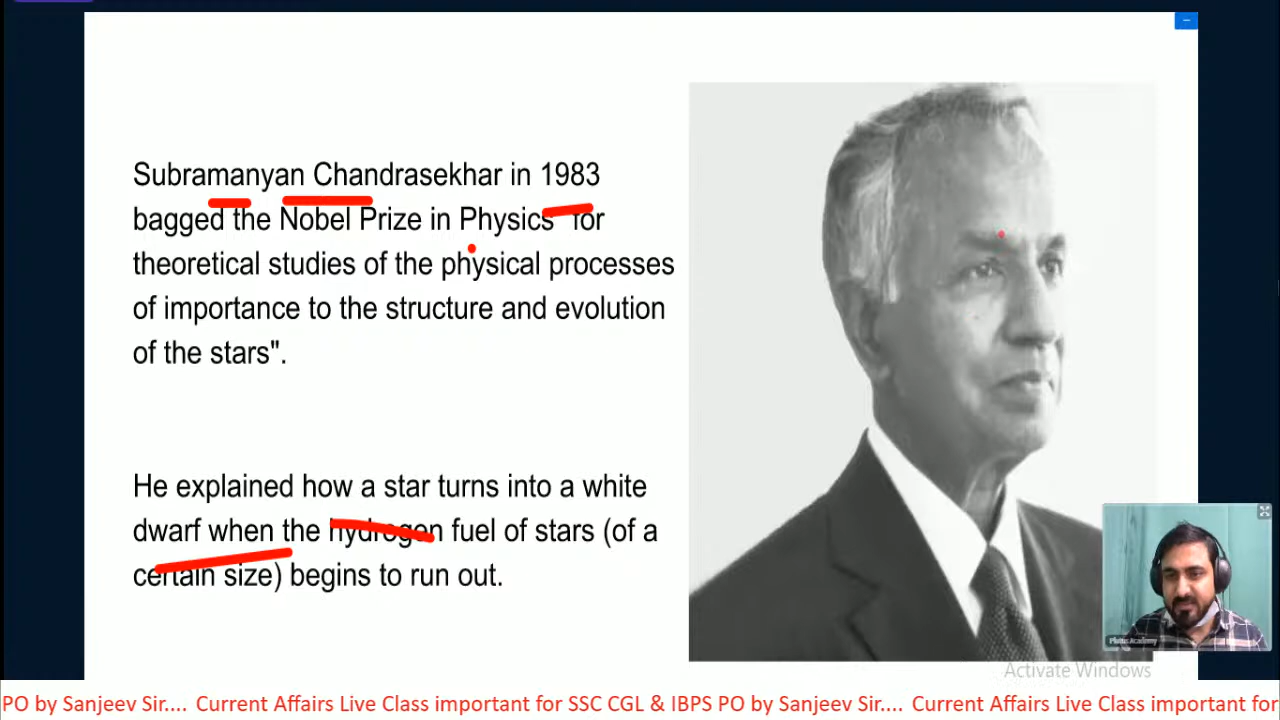 Subramanyan Chandrasekhar in 1983
bagged the Nobel Prize in Physics "for
theoretical studies of the physical processes
of importance to the structure and evolution
of the stars".
He explained how a star turns into a white
dwarf when the hydrogen fuel of stars (of a
certain size) begins to run out.
Plutus Academy
Activate Windows
PO by Sanjeev Sir.... Current Affairs Live Class important for SSC CGL & IBPS PO by Sanjeev Sir.... Current Affairs Live Class important for